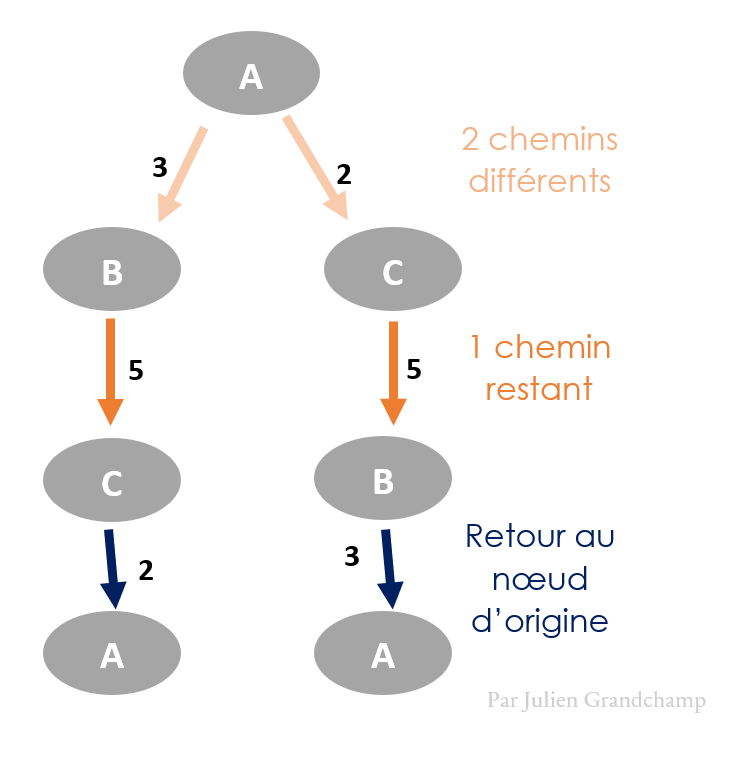 A
3
2
2 chemins
différents
B
C
5
5
1 chemin
restant
C
B
2
3
Retour au
nœud
d’origine
A
A
Par Julien Grandchamp